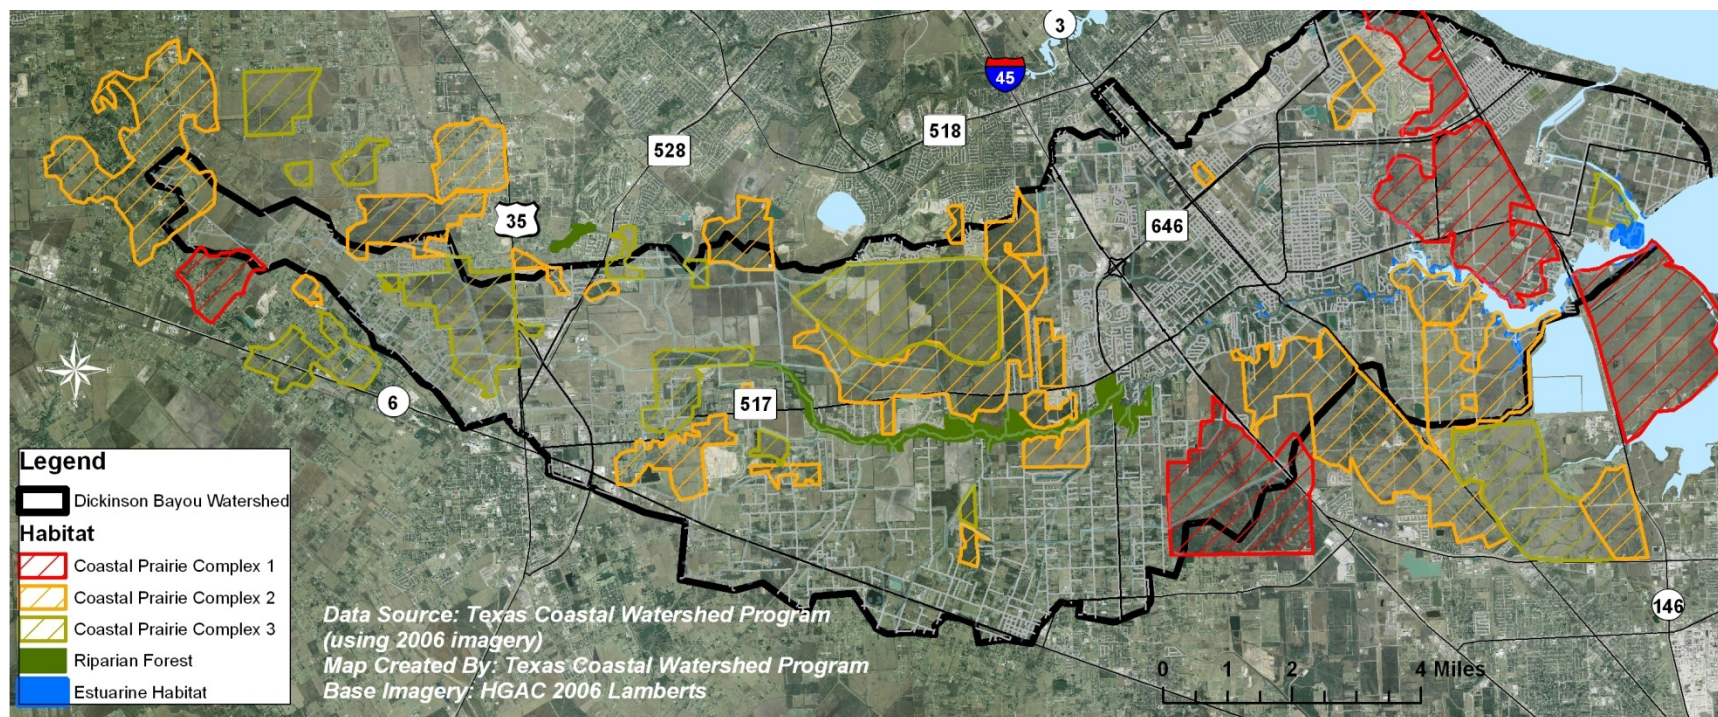 3
45
518
528
35
646
6
517
146
Legend
Dickinson Bayou Watershed
Habitat
Coastal Prairie Complex 1
Coastal Prairie Complex 2
Coastal Prairie Complex 3
Riparian Forest
Estuarine Habitat
Data Source: Texas Coastal Watershed Program
(using 2006 imagery)
Map Created By: Texas Coastal Watershed Program
Base Imagery: HGAC 2006 Lamberts
0 1 2 4 Miles